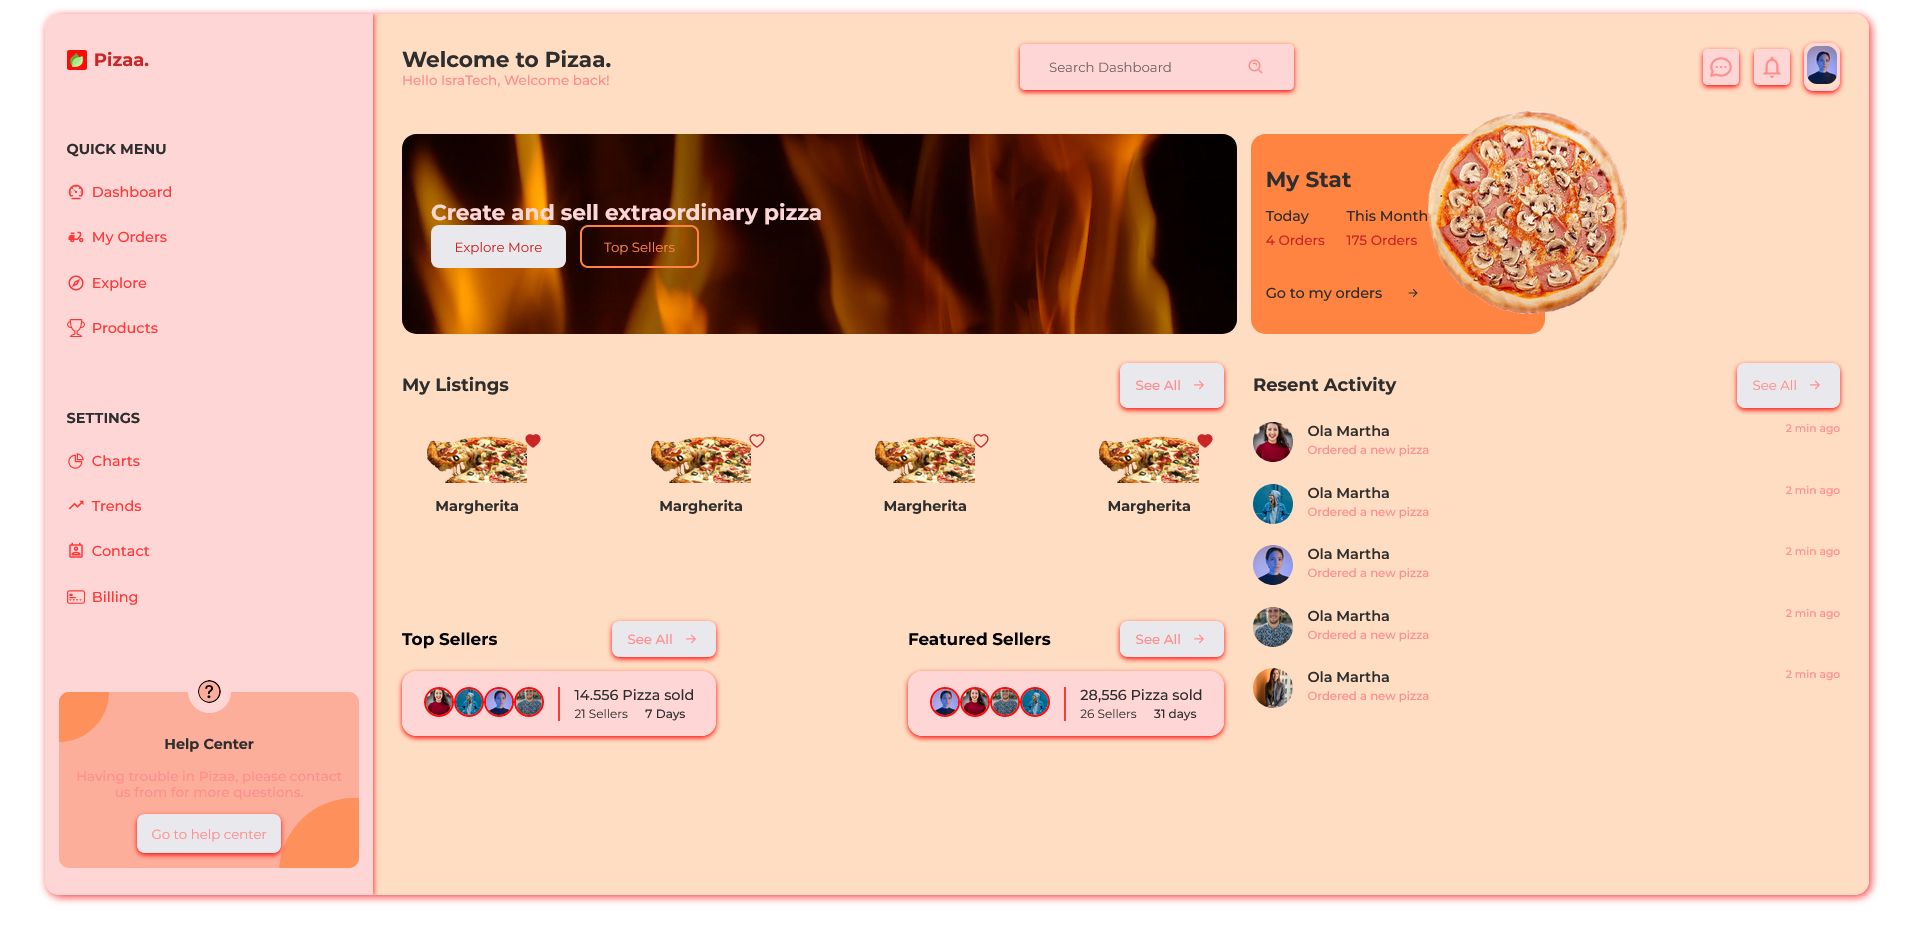 Pizaa.
QUICK MENU
Dashboard
My Orders
Explore
Products
SETTINGS
Charts
Trends
Contact
Billing
?
Help Center
Having trouble in Pizaa, please contact
us from for more questions.
Go to help center
Welcome to Pizaa.
Hello IsraTech, Welcome back!
Search Dashboard
Create and sell extraordinary pizza
Explore More
Top Sellers
My Stat
Today This Month
4 Orders 175 Orders
Go to my orders
My Listings
See All
Margherita
Margherita
Margherita
Margherita
Top Sellers
See All
14.556 Pizza sold
21 Sellers 7 Days
Featured Sellers
See All
28,556 Pizza sold
26 Sellers 31 days
Resent Activity
See All
Ola Martha
Ordered a new pizza
2 min ago
Ola Martha
Ordered a new pizza
2 min ago
Ola Martha
Ordered a new pizza
2 min ago
Ola Martha
Ordered a new pizza
2 min ago
Ola Martha
Ordered a new pizza
2 min ago